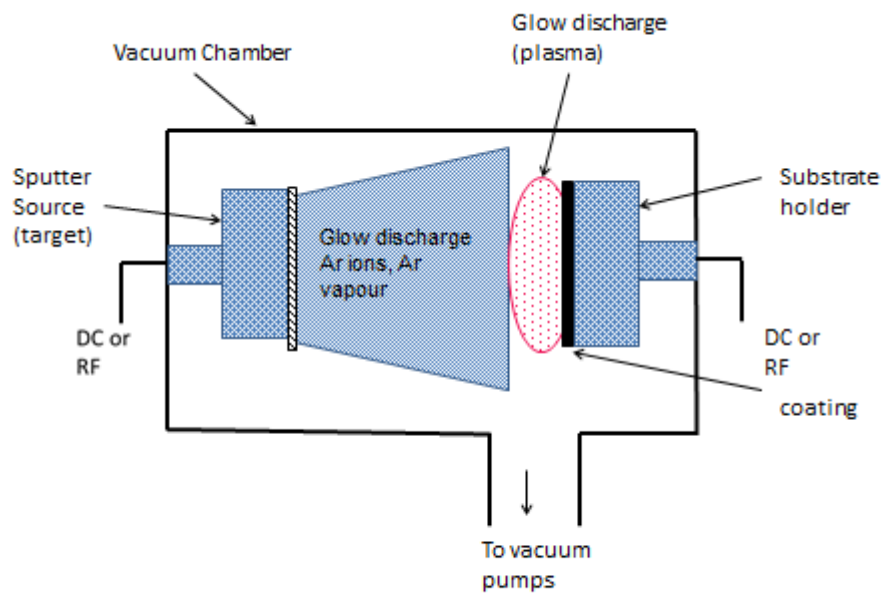 Glow discharge
(plasma)
Vacuum Chamber
Sputter
Source
(target)
Substrate
holder
Glow discharge
Ar ions, Ar
vapour
DC or
RF
DC or
RF
coating
To vacuum
pumps